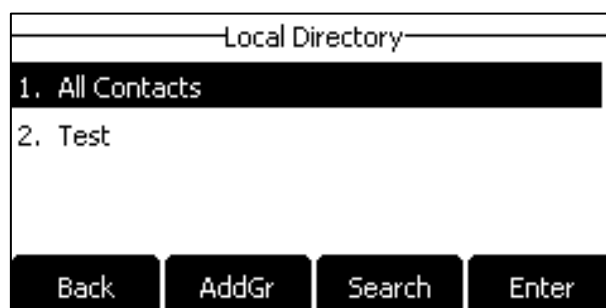 Local Directory
1. All Contacts
2. Test
Back AddGr Search Enter